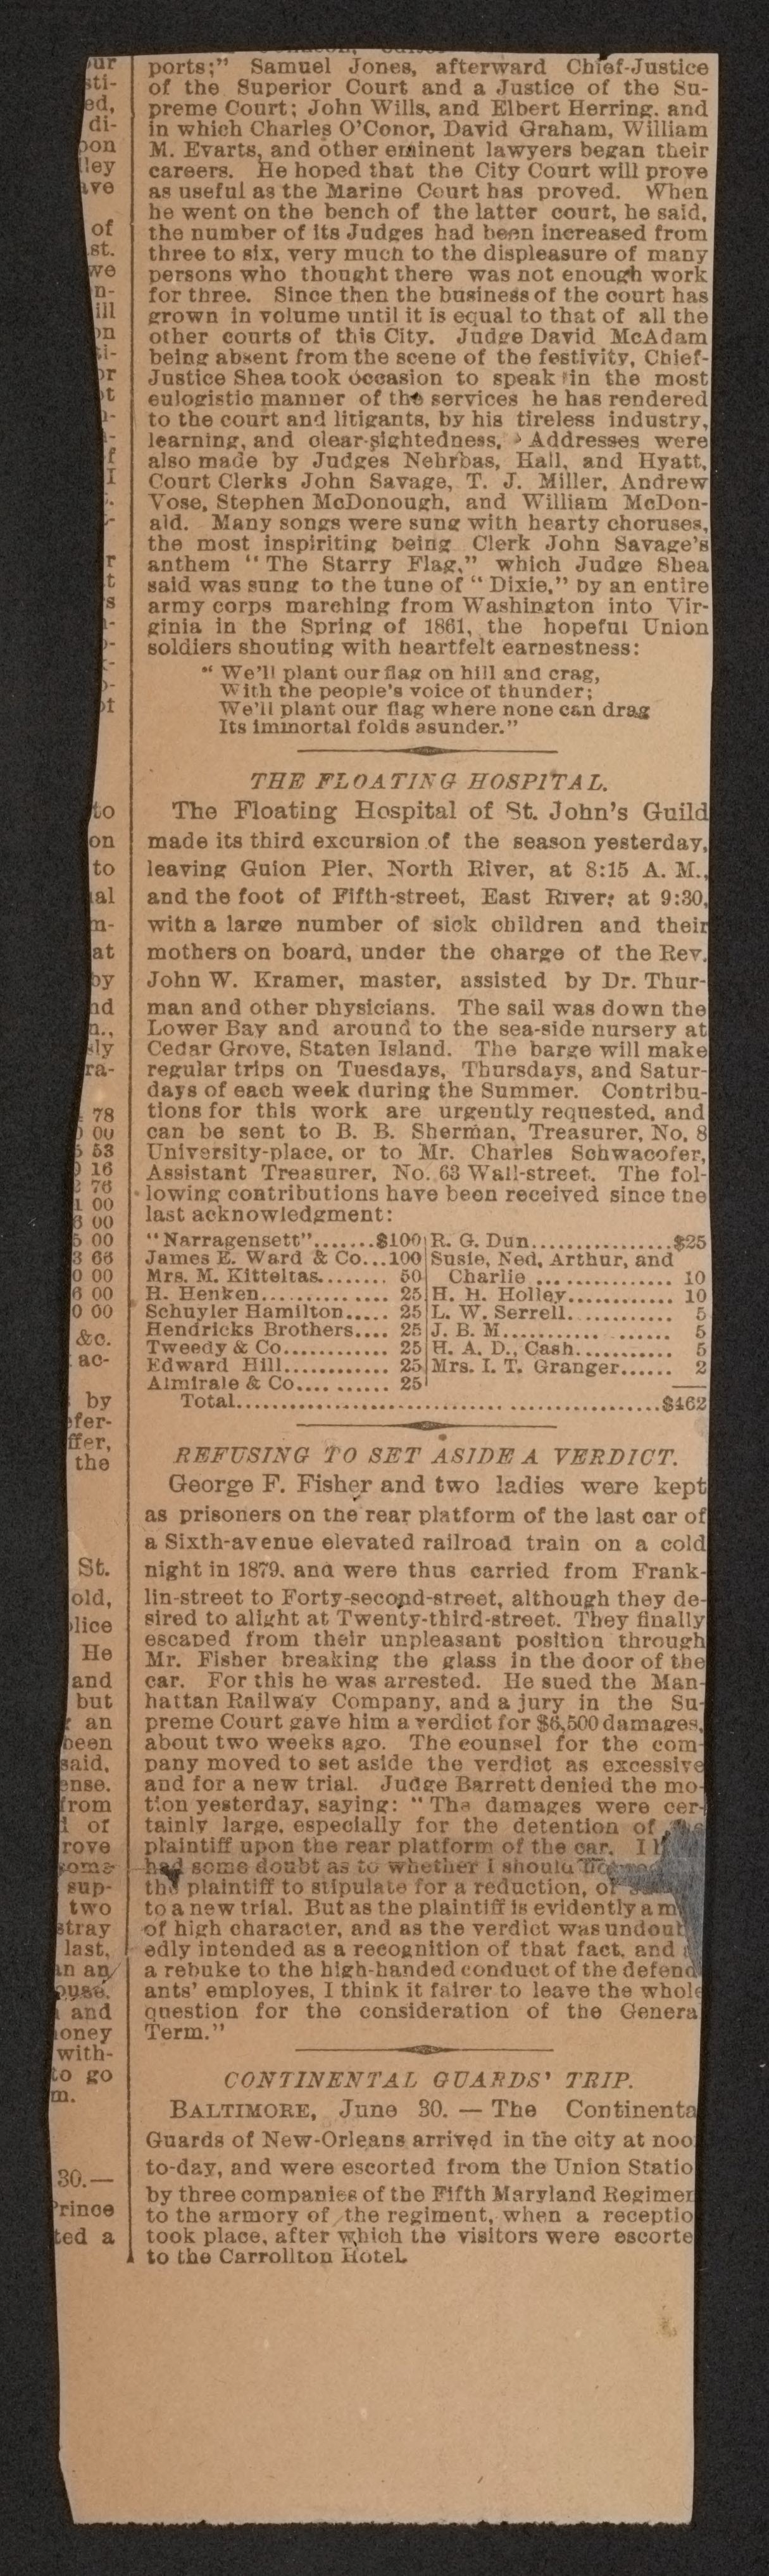 ports;" Samuel Jones, afterward Chief-Justice
of the Superior Court and a Justice of the Su-
preme Court; John Wills, and Elbert Herring, and
in which Charles O'Conor, David Graham, William
M. Evarts, and other eminent lawyers began their
careers. He hoped that the City Court will prove
as useful as the Marine Court has proved. When
he went on the bench of the latter court, he said,
the number of its Judges had been increased from
three to six, very much to the displeasure of many
persons who thought there was not enough work
for three. Since then the business of the court has
grown in volume until it is equal to that of all the
other courts of this City. Judge David McAdam
being absent from the scene of the festivity, Chief-
Justice Shea took occasion to speak in the most
eulogistic manner of the services he has rendered
to the court and litigants, by his tireless industry,
learning, and clear-sightedness. Addresses were
also made by Judges Nehrbas, Hall, and Hyatt,
Court Clerks John Savage, T. J. Miller, Andrew
Vose, Stephen McDonough, and William McDon-
ald. Many songs were sung with hearty choruses,
the most inspiriting being Clerk John Savage's
anthem "The Starry Flag," which Judge Shea
said was sung to the tune of "Dixie," by an entire
army corps marching from Washington into Vir-
ginia in the Spring of 1861, the hopeful Union
soldiers shouting with heartfelt earnestness:
"We'll plant our flag on hill and crag,
With the people's voice of thunder;
We'll plant our flag where none can drag
Its immortal folds asunder."
THE FLOATING HOSPITAL.
The Floating Hospital of St. John's Guild
made its third excursion of the season yesterday,
leaving Guion Pier, North River, at 8:15 A. M.,
and the foot of Fifth-street, East River, at 9:30,
with a large number of sick children and their
mothers on board, under the charge of the Rev.
John W. Kramer, master, assisted by Dr. Thur-
man and other physicians. The sail was down the
Lower Bay and around to the sea-side nursery at
Cedar Grove, Staten Island. The barge will make
regular trips on Tuesdays, Thursdays, and Satur-
days of each week during the Summer. Contribu-
tions for this work are urgently requested, and
can be sent to B. B. Sherman, Treasurer, No. 8
University-place, or to Mr. Charles Schwacofer,
Assistant Treasurer, No. 63 Wall-street. The fol-
lowing contributions have been received since the
last acknowledgment:
"Narragensett".......$100 R. G. Dun................$25
James E. Ward & Co...100 Susie, Ned, Arthur, and
Mrs. M. Kitteltas........ 50 Charlie ............... 10
H. Henken............ 25 H. H. Holley............ 10
Schuyler Hamilton..... 25 L. W. Serrell............ 5
Hendricks Brothers.... 25 J. B. M.................. 5
Tweedy & Co............ 25 H. A. D., Cash........... 5
Edward Hill............ 25 Mrs. I. T. Granger...... 2
Almirale & Co........... 25
Total............................................$462
REFUSING TO SET ASIDE A VERDICT.
George F. Fisher and two ladies were kept
as prisoners on the rear platform of the last car of
a Sixth-avenue elevated railroad train on a cold
night in 1879, and were thus carried from Frank-
lin-street to Forty-second-street, although they de-
sired to alight at Twenty-third-street. They finally
escaped from their unpleasant position through
Mr. Fisher breaking the glass in the door of the
car. For this he was arrested. He sued the Man-
hattan Railway Company, and a jury in the Su-
preme Court gave him a verdict for $6,500 damages,
about two weeks ago. The counsel for the com-
pany moved to set aside the verdict as excessive
and for a new trial. Judge Barrett denied the mo-
tion yesterday, saying: "The damages were cer-
tainly large, especially for the detention of
plaintiff upon the rear platform of the car. I
had some doubt as to whether I should
the plaintiff to stipulate for a reduction, or
to a new trial. But as the plaintiff is evidently a m
of high character, and as the verdict was undout
edly intended as a recognition of that fact, and
a rebuke to the high-handed conduct of the defend
ants' employes, I think it fairer to leave the whole
question for the consideration of the Genera
Term."
CONTINENTAL GUARDS' TRIP.
BALTIMORE, June 30. — The Continenta
Guards of New-Orleans arrived in the city at noo
to-day, and were escorted from the Union Statio
by three companies of the Fifth Maryland Regimen
to the armory of the regiment, when a receptio
took place, after which the visitors were escorte
to the Carrollton Hotel.